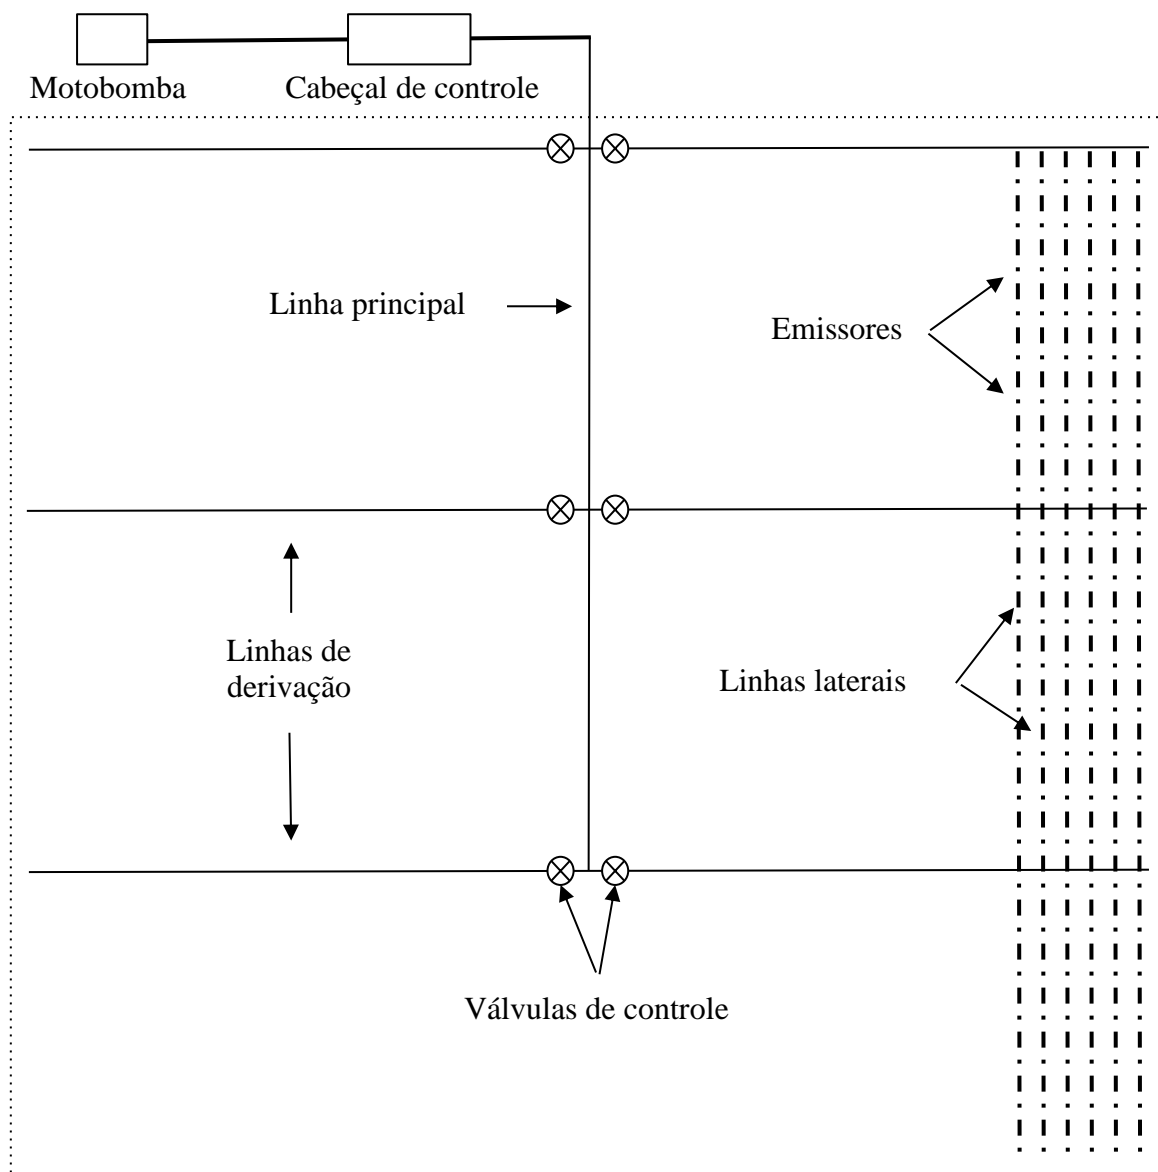 Motobomba
Cabeçal de controle
Linha principal
Emissores
Linhas de
derivação
Linhas laterais
Válvulas de controle